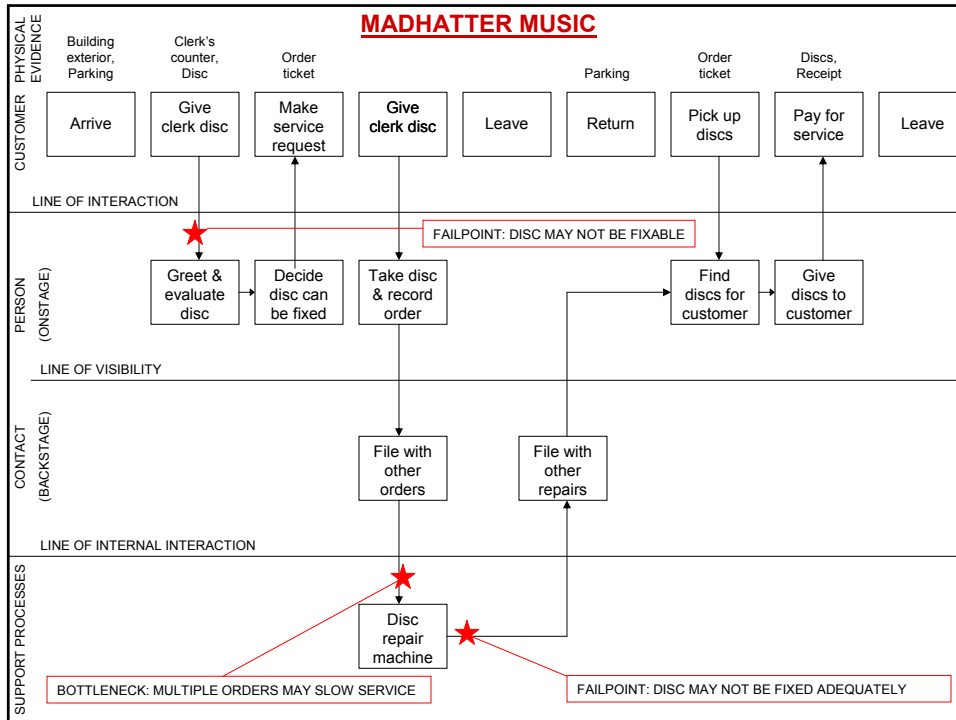 MADHATTER MUSIC
PHYSICAL
EVIDENCE
Building
exterior,
Parking
Clerk's
counter,
Disc
Order
ticket
Parking
Order
ticket
Discs,
Receipt
CUSTOMER
Arrive
Give
clerk disc
Make
service
request
Give
clerk disc
Leave
Return
Pick up
discs
Pay for
service
Leave
LINE OF INTERACTION
FAILPOINT: DISC MAY NOT BE FIXABLE
PERSON
(ONSTAGE)
Greet &
evaluate
disc
Decide
disc can
be fixed
Take disc
& record
order
Find
discs for
customer
Give
discs to
customer
LINE OF VISIBILITY
CONTACT
(BACKSTAGE)
File with
other
orders
File with
other
repairs
LINE OF INTERNAL INTERACTION
SUPPORT PROCESSES
Disc
repair
machine
BOTTLENECK: MULTIPLE ORDERS MAY SLOW SERVICE
FAILPOINT: DISC MAY NOT BE FIXED ADEQUATELY